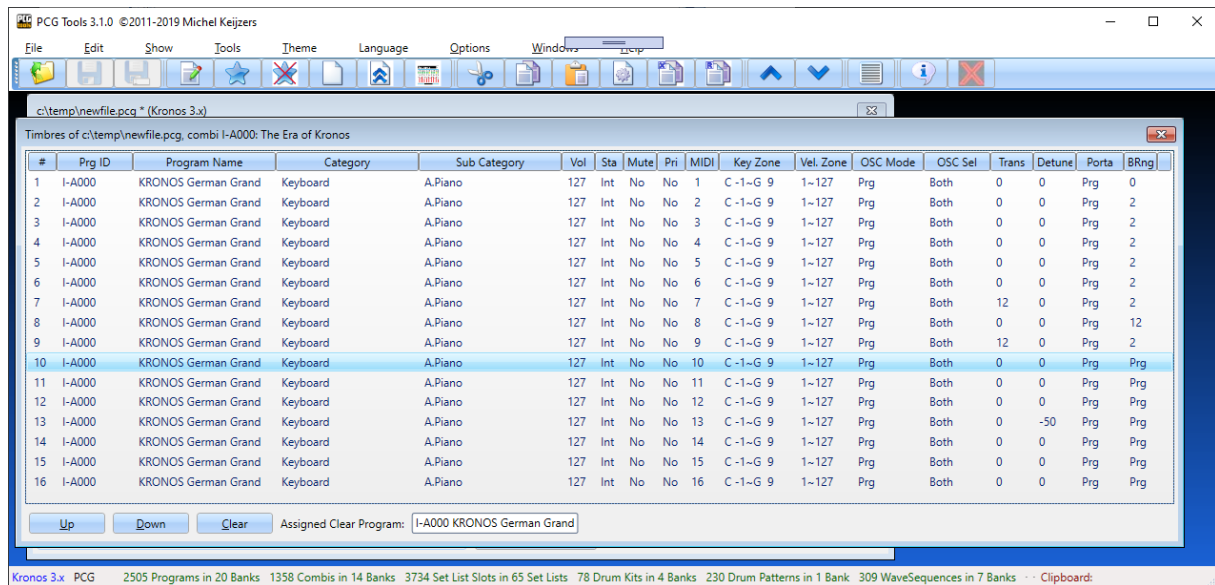 PCG Tools 3.1.0 ©2011-2019 Michel Keijzers
File Edit Show Tools Theme Language Options Windows
c:\temp\newfile.pcg * (Kronos 3.x)
Timbres of c:\temp\newfile.pcg, combi I-A000: The Era of Kronos
# Prg ID Program Name Category Sub Category Vol Sta Mute Pri MIDI Key Zone Vel. Zone OSC Mode OSC Sel Trans Detune Porta BRng
1 I-A000 KRONOS German Grand Keyboard A.Piano 127 Int No No 1 C -1~G 9 1~127 Prg Both 0 0 Prg 0
2 I-A000 KRONOS German Grand Keyboard A.Piano 127 Int No No 2 C -1~G 9 1~127 Prg Both 0 0 Prg 2
3 I-A000 KRONOS German Grand Keyboard A.Piano 127 Int No No 3 C -1~G 9 1~127 Prg Both 0 0 Prg 2
4 I-A000 KRONOS German Grand Keyboard A.Piano 127 Int No No 4 C -1~G 9 1~127 Prg Both 0 0 Prg 2
5 I-A000 KRONOS German Grand Keyboard A.Piano 127 Int No No 5 C -1~G 9 1~127 Prg Both 0 0 Prg 2
6 I-A000 KRONOS German Grand Keyboard A.Piano 127 Int No No 6 C -1~G 9 1~127 Prg Both 0 0 Prg 2
7 I-A000 KRONOS German Grand Keyboard A.Piano 127 Int No No 7 C -1~G 9 1~127 Prg Both 12 0 Prg 2
8 I-A000 KRONOS German Grand Keyboard A.Piano 127 Int No No 8 C -1~G 9 1~127 Prg Both 0 0 Prg 12
9 I-A000 KRONOS German Grand Keyboard A.Piano 127 Int No No 9 C -1~G 9 1~127 Prg Both 12 0 Prg 2
10 I-A000 KRONOS German Grand Keyboard A.Piano 127 Int No No 10 C -1~G 9 1~127 Prg Both 0 0 Prg Prg
11 I-A000 KRONOS German Grand Keyboard A.Piano 127 Int No No 11 C -1~G 9 1~127 Prg Both 0 0 Prg Prg
12 I-A000 KRONOS German Grand Keyboard A.Piano 127 Int No No 12 C -1~G 9 1~127 Prg Both 0 0 Prg Prg
13 I-A000 KRONOS German Grand Keyboard A.Piano 127 Int No No 13 C -1~G 9 1~127 Prg Both 0 -50 Prg Prg
14 I-A000 KRONOS German Grand Keyboard A.Piano 127 Int No No 14 C -1~G 9 1~127 Prg Both 0 0 Prg Prg
15 I-A000 KRONOS German Grand Keyboard A.Piano 127 Int No No 15 C -1~G 9 1~127 Prg Both 0 0 Prg Prg
16 I-A000 KRONOS German Grand Keyboard A.Piano 127 Int No No 16 C -1~G 9 1~127 Prg Both 0 0 Prg Prg
Up Down Clear Assigned Clear Program: I-A000 KRONOS German Grand
Kronos 3.x PCG 2505 Programs in 20 Banks 1358 Combis in 14 Banks 3734 Set List Slots in 65 Set Lists 78 Drum Kits in 4 Banks 230 Drum Patterns in 1 Bank 309 WaveSequences in 7 Banks - - Clipboard: